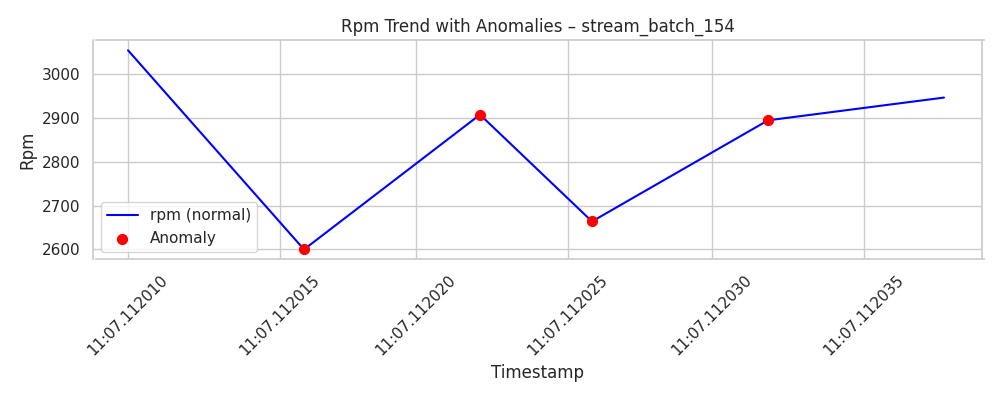 Rpm Trend with Anomalies – stream_batch_154
Rpm
3000
2900
2800
2700
2600
rpm (normal)
Anomaly
11:07.112010
11:07.112015
11:07.112020
11:07.112025
11:07.112030
11:07.112035
Timestamp